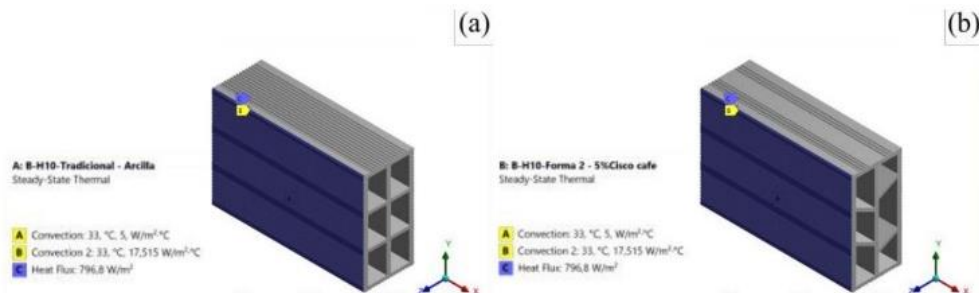 (a)
C
B
A: B-H10-Tradicional - Arcilla
Steady-State Thermal
A Convection: 33, °C, 5, W/m²·°C
B Convection 2: 33, °C, 17,515 W/m²·°C
C Heat Flux: 796,8 W/m²
Y
Z
X
(b)
C
B
B: B-H10-Forma 2 - 5%Cisco cafe
Steady-State Thermal
A Convection: 33, °C, 5, W/m²·°C
B Convection 2: 33, °C, 17,515 W/m²·°C
C Heat Flux: 796,8 W/m²
Y
Z
X